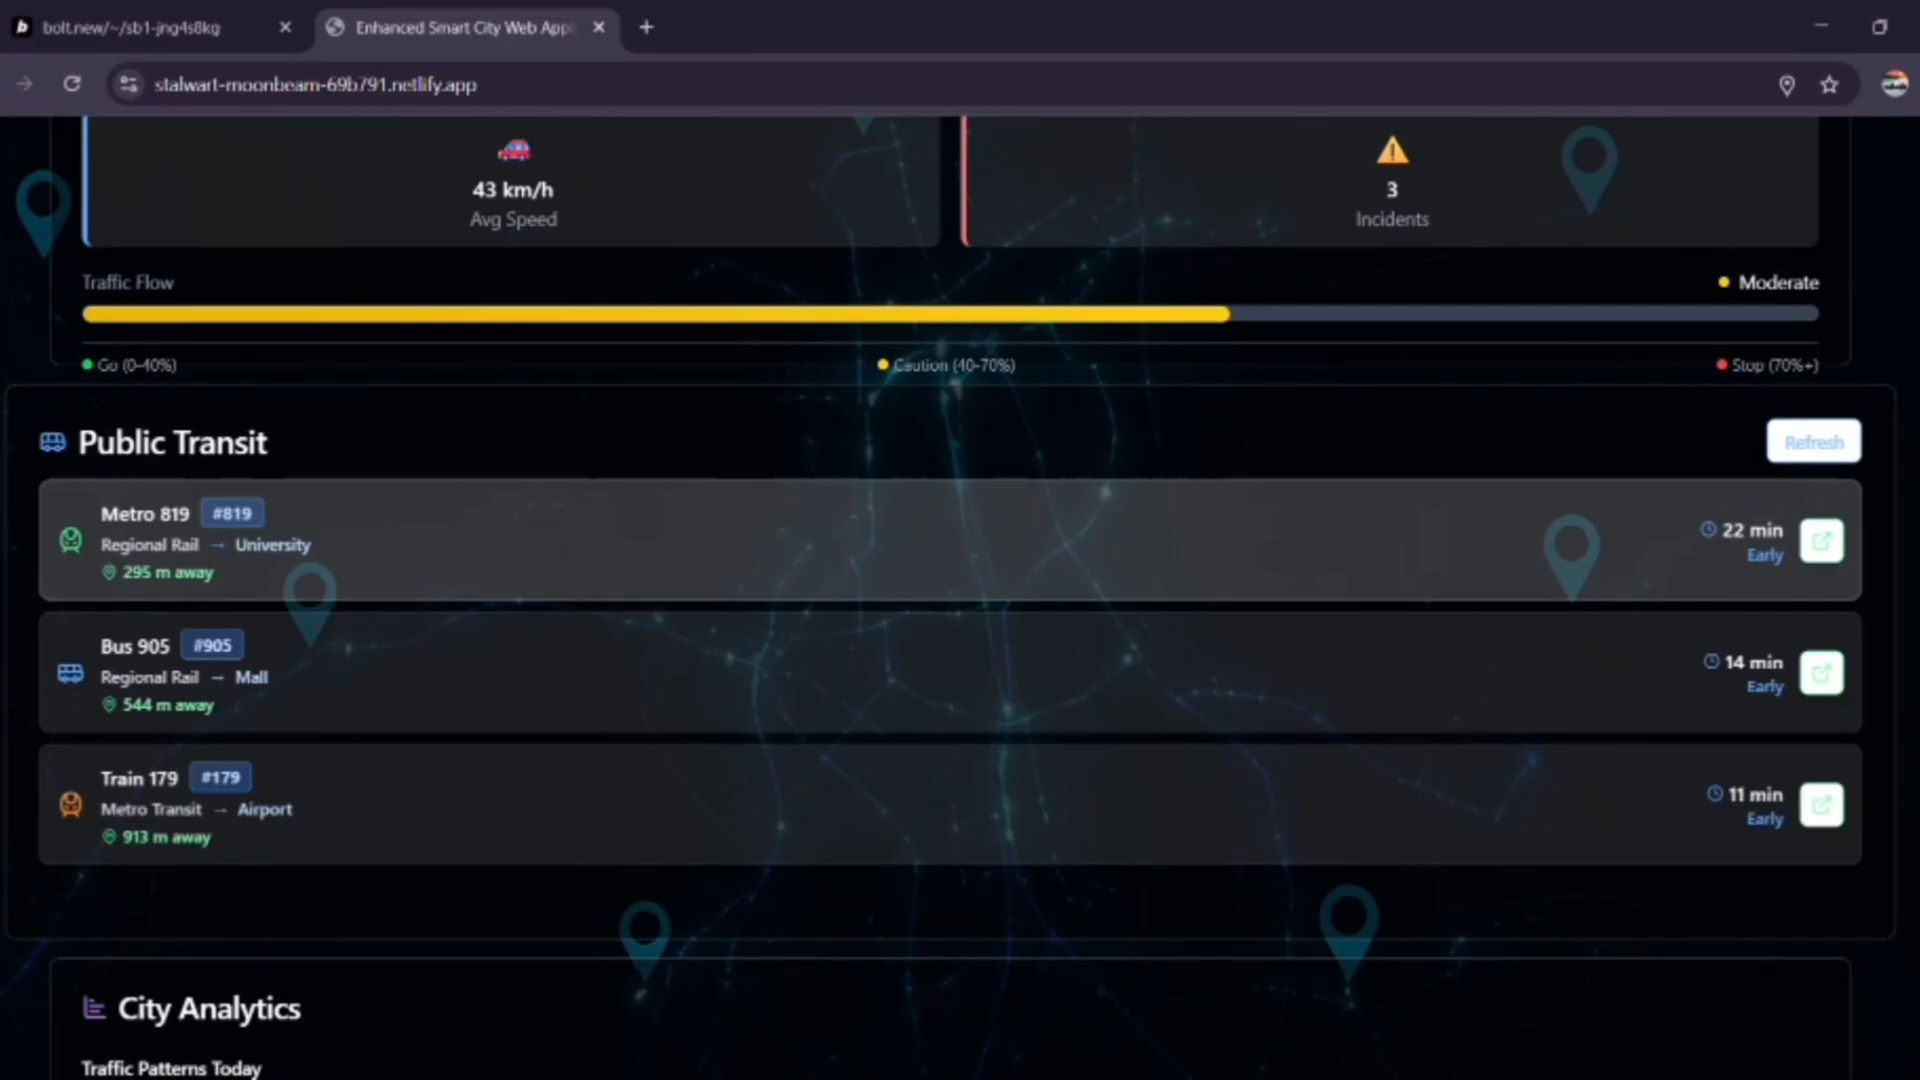 bolt.new/~/sb1-jng4s8kg
Enhanced Smart City Web App
stalwart-moonbeam-69b791.netlify.app
43 km/h
Avg Speed
3
Incidents
Traffic Flow
Moderate
Go (0-40%)
Caution (40-70%)
Stop (70%+)
Public Transit
Refresh
Metro 819 #819
Regional Rail → University
295 m away
22 min
Early
Bus 905 #905
Regional Rail → Mall
544 m away
14 min
Early
Train 179 #179
Metro Transit → Airport
913 m away
11 min
Early
City Analytics
Traffic Patterns Today